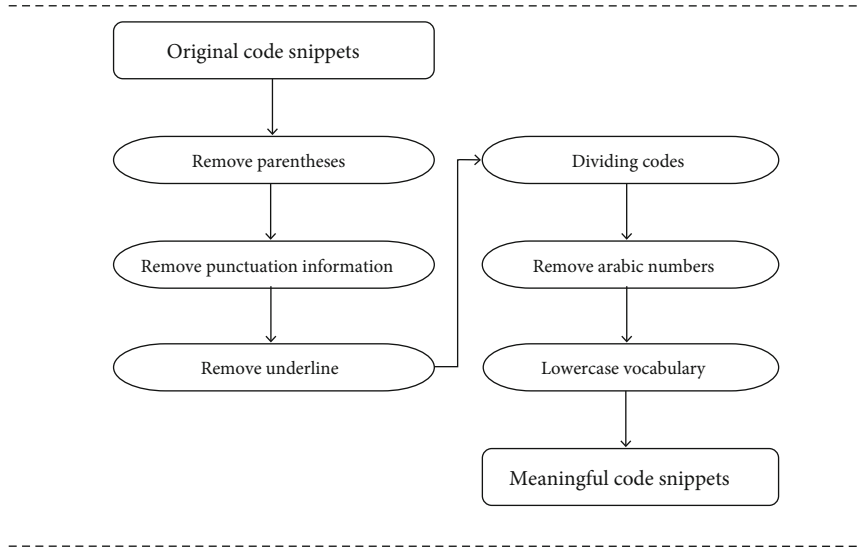 Original code snippets
Remove parentheses
Remove punctuation information
Remove underline
Dividing codes
Remove arabic numbers
Lowercase vocabulary
Meaningful code snippets